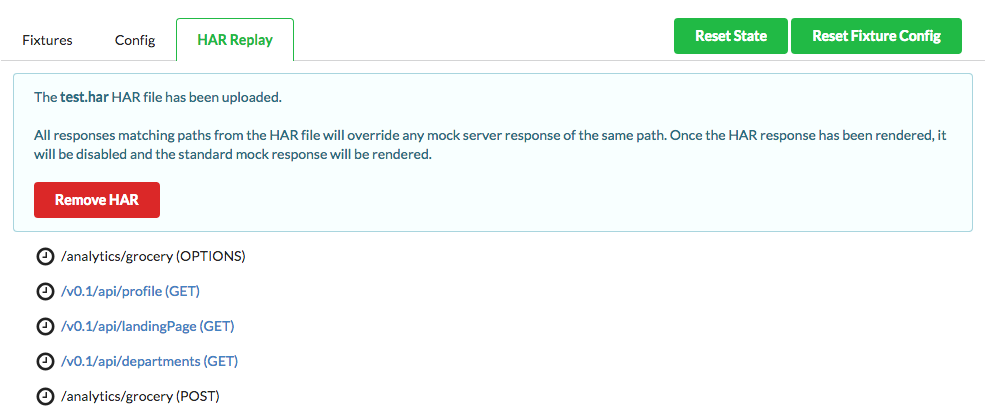 Fixtures Config HAR Replay Reset State Reset Fixture Config
The test.har HAR file has been uploaded.
All responses matching paths from the HAR file will override any mock server response of the same path. Once the HAR response has been rendered, it
will be disabled and the standard mock response will be rendered.
Remove HAR
/analytics/grocery (OPTIONS)
/v0.1/api/profile (GET)
/v0.1/api/landingPage (GET)
/v0.1/api/departments (GET)
/analytics/grocery (POST)